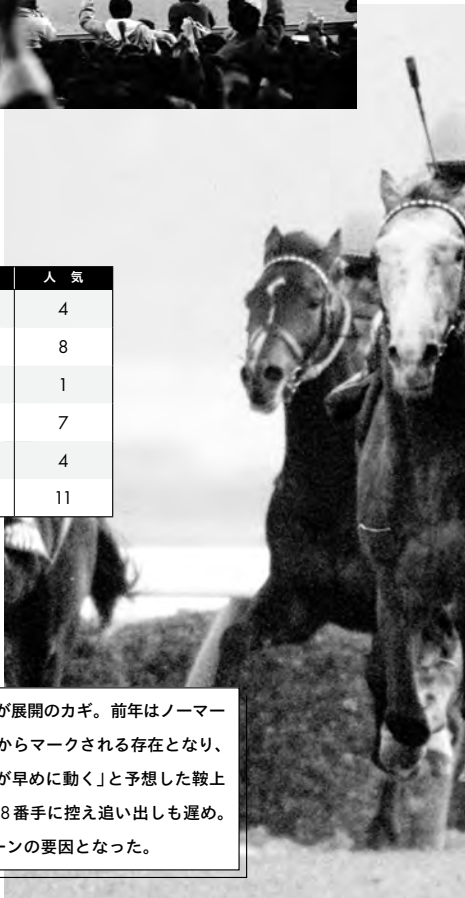 人 気
4
8
1
7
4
11
が展開のカギ。前年はノーマー
からマークされる存在となり、
が早めに動く」と予想した鞍上
8番手に控え追い出しも遅め。
ーンの要因となった。